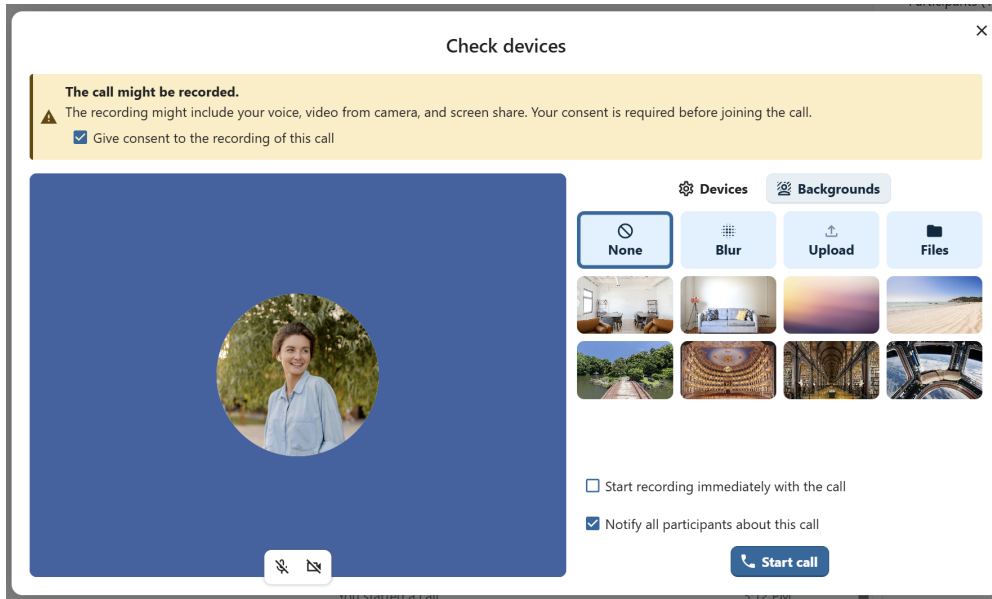 Check devices
The call might be recorded.
The recording might include your voice, video from camera, and screen share. Your consent is required before joining the call.
Give consent to the recording of this call
Devices
Backgrounds
None
Blur
Upload
Files
Start recording immediately with the call
Notify all participants about this call
Start call